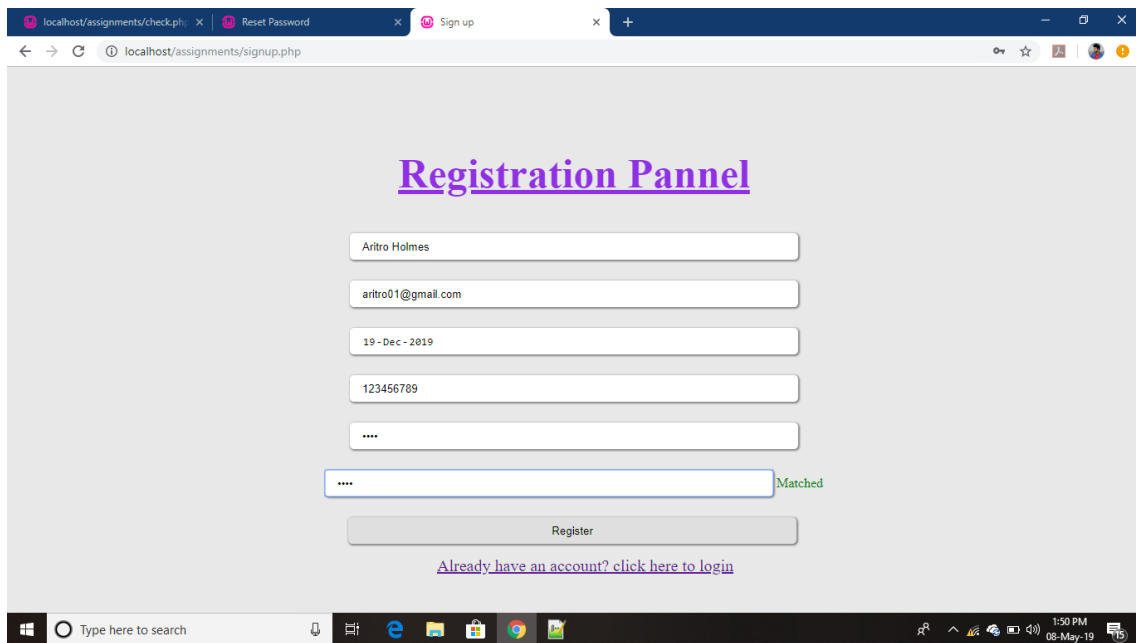 localhost/assignments/check.php
Reset Password
Sign up
localhost/assignments/signup.php
Registration Pannel
Aritro Holmes
aritro01@gmail.com
19-Dec-2019
123456789
••••
•••• Matched
Register
Already have an account? click here to login
Type here to search
1:50 PM
08-May-19
15